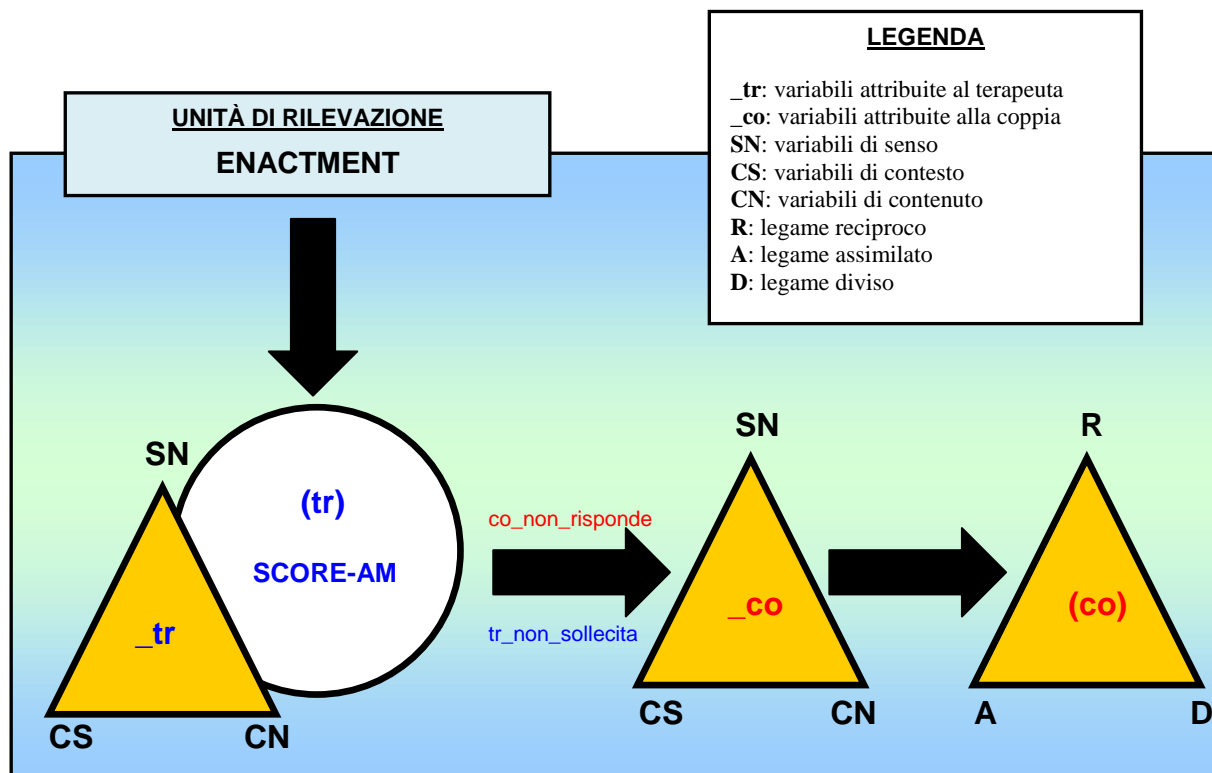 UNITÀ DI RILEVAZIONE
ENACTMENT
LEGENDA
_tr: variabili attribuite al terapeuta
_co: variabili attribuite alla coppia
SN: variabili di senso
CS: variabili di contesto
CN: variabili di contenuto
R: legame reciproco
A: legame assimilato
D: legame diviso
SN
(tr)
SCORE-AM
_tr
CS
CN
co_non_risponde
tr_non_sollecita
SN
_co
CS
CN
R
(co)
A
D